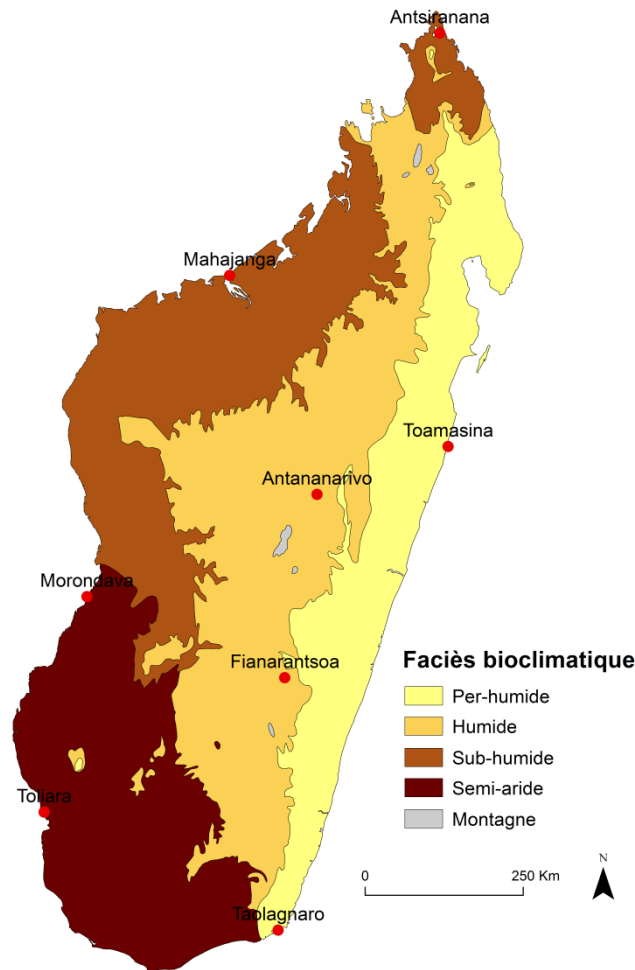 Antsiranana
Mahajanga
Toamasina
Antananarivo
Morondava
Fianarantsoa
Toliara
Taolagnaro
Faciès bioclimatique
Per-humide
Humide
Sub-humide
Semi-aride
Montagne
0 250 Km
N